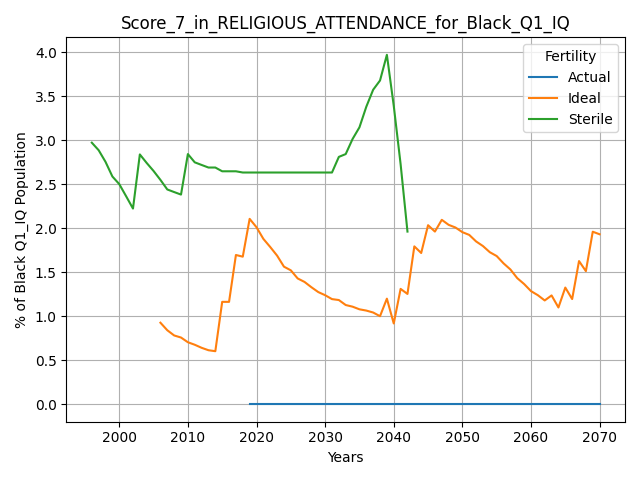 Score_7_in_RELIGIOUS_ATTENDANCE_for_Black_Q1_IQ
Fertility
Actual
Ideal
Sterile
% of Black Q1_IQ Population
4.0
3.5
3.0
2.5
2.0
1.5
1.0
0.5
0.0
2000 2010 2020 2030 2040 2050 2060 2070
Years